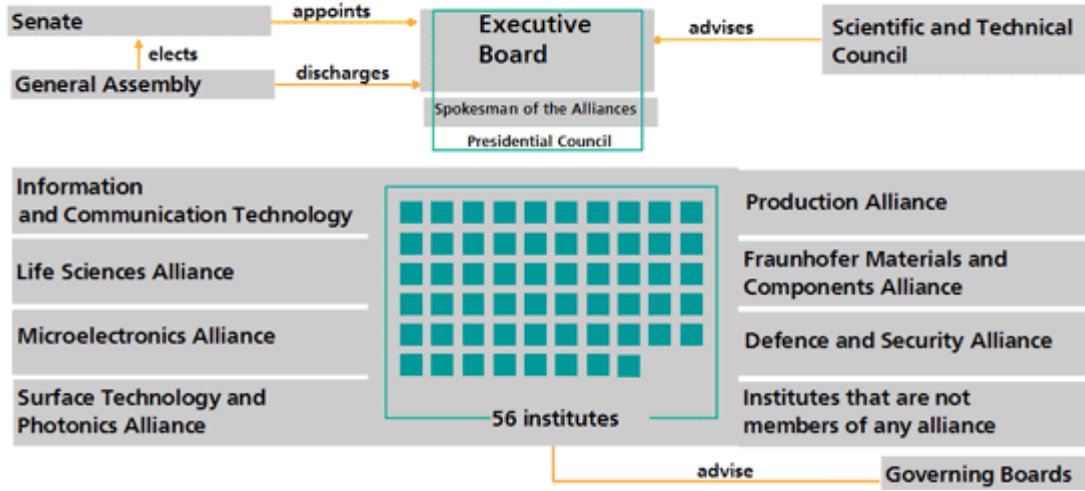 Senate
appoints
Executive
Board
advises
Scientific and Technical
Council
elects
General Assembly
discharges
Spokesman of the Alliances
Presidential Council
Information
and Communication Technology
Production Alliance
Life Sciences Alliance
Fraunhofer Materials and
Components Alliance
Microelectronics Alliance
Defence and Security Alliance
Surface Technology and
Photonics Alliance
56 institutes
Institutes that are not
members of any alliance
advise
Governing Boards